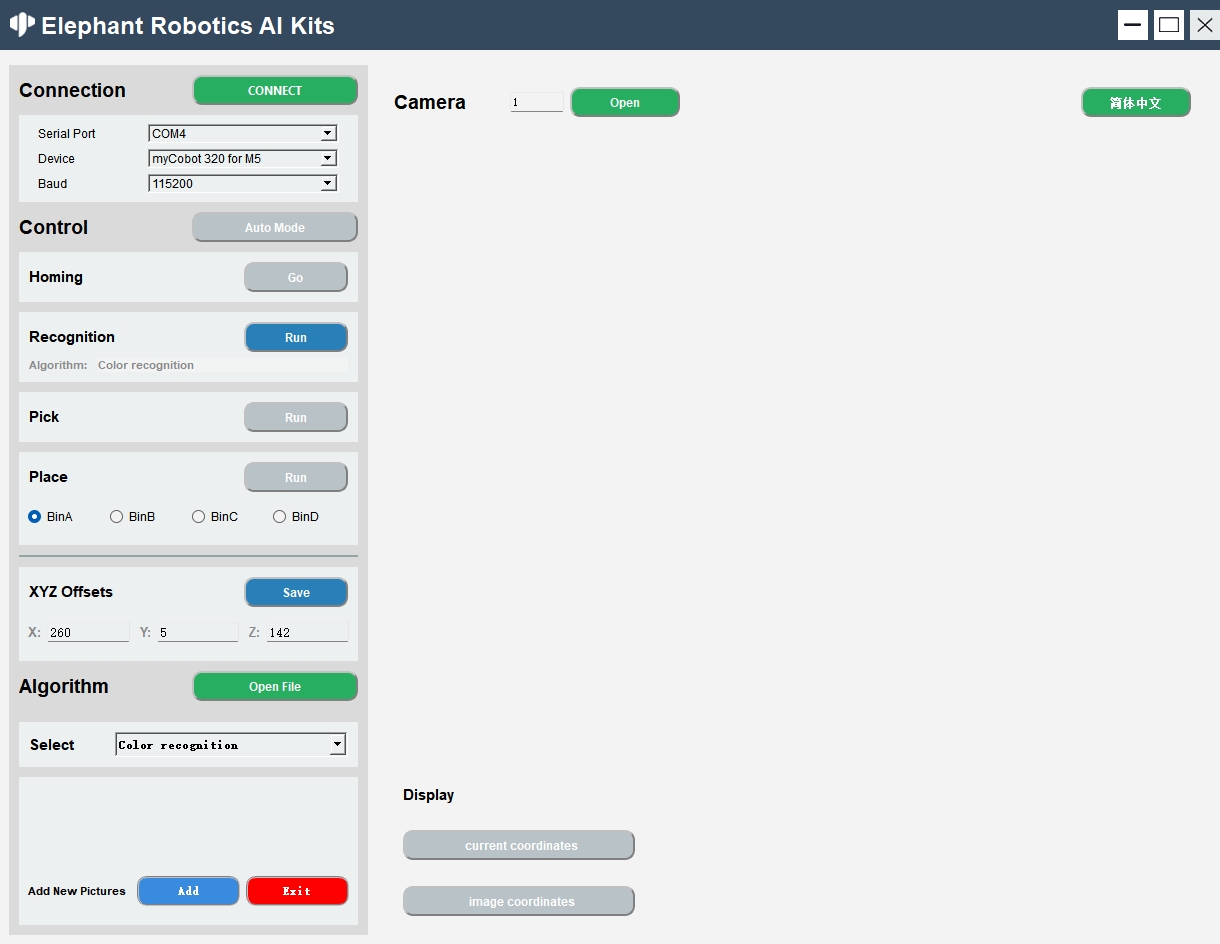 Elephant Robotics AI Kits
Connection CONNECT
Serial Port COM4
Device myCobot 320 for M5
Baud 115200
Control Auto Mode
Homing Go
Recognition Run
Algorithm: Color recognition
Pick Run
Place Run
BinA BinB BinC BinD
XYZ Offsets Save
X: 260 Y: 5 Z: 142
Algorithm Open File
Select Color recognition
Add New Pictures Add Exit
Camera 1 Open 简体中文
Display
current coordinates
image coordinates